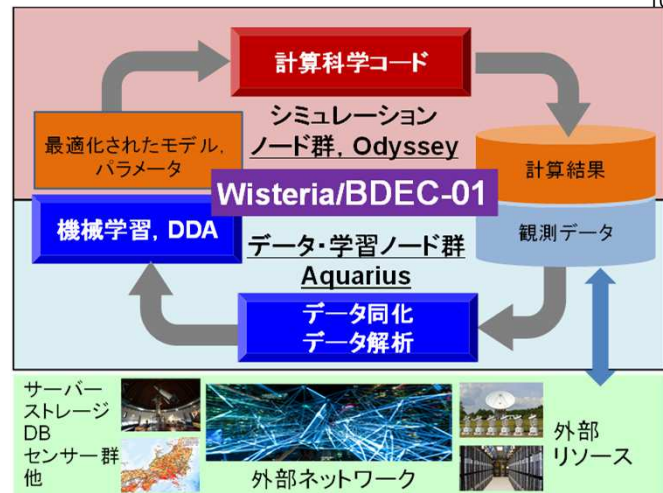 計算科学コード
シミュレーション
ノード群, Odyssey
最適化されたモデル,
パラメータ
計算結果
Wisteria/BDEC-01
機械学習, DDA
データ・学習ノード群
Aquarius
観測データ
データ同化
データ解析
サーバー
ストレージ
DB
センサー群
他
外部ネットワーク
外部
リソース